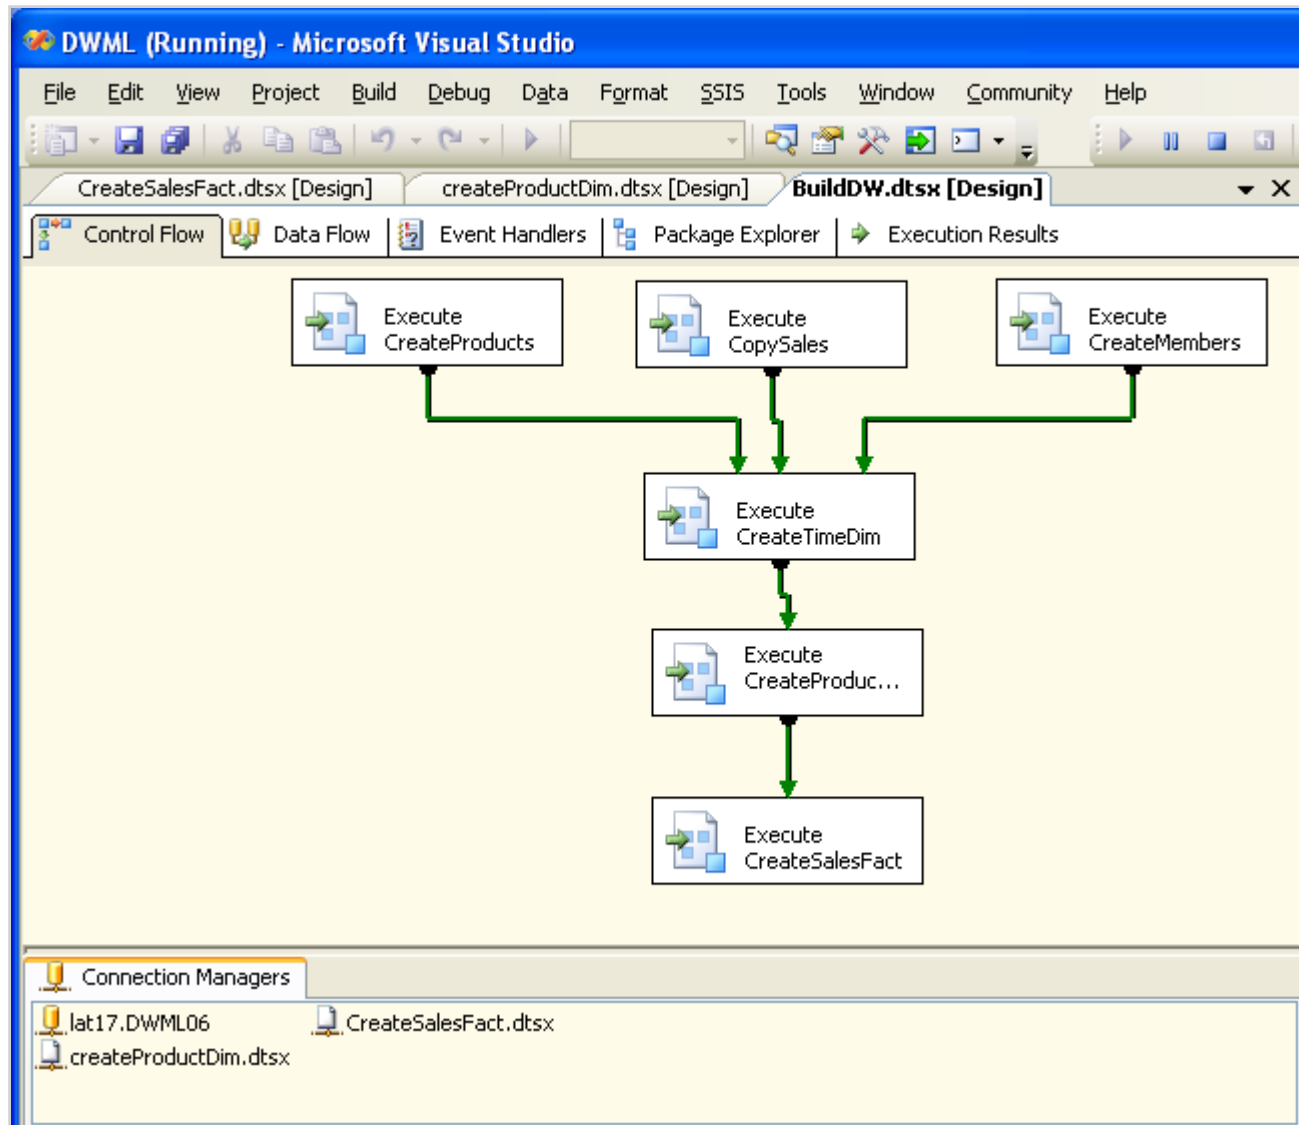 DWML (Running) - Microsoft Visual Studio
File Edit View Project Build Debug Data Format SSIS Tools Window Community Help
CreateSalesFact.dtsx [Design] createProductDim.dtsx [Design] BuildDW.dtsx [Design]
Control Flow Data Flow Event Handlers Package Explorer Execution Results
Execute
CreateProducts
Execute
CopySales
Execute
CreateMembers
Execute
CreateTimeDim
Execute
CreateProduc...
Execute
CreateSalesFact
Connection Managers
lat17.DWML06 CreateSalesFact.dtsx
createProductDim.dtsx